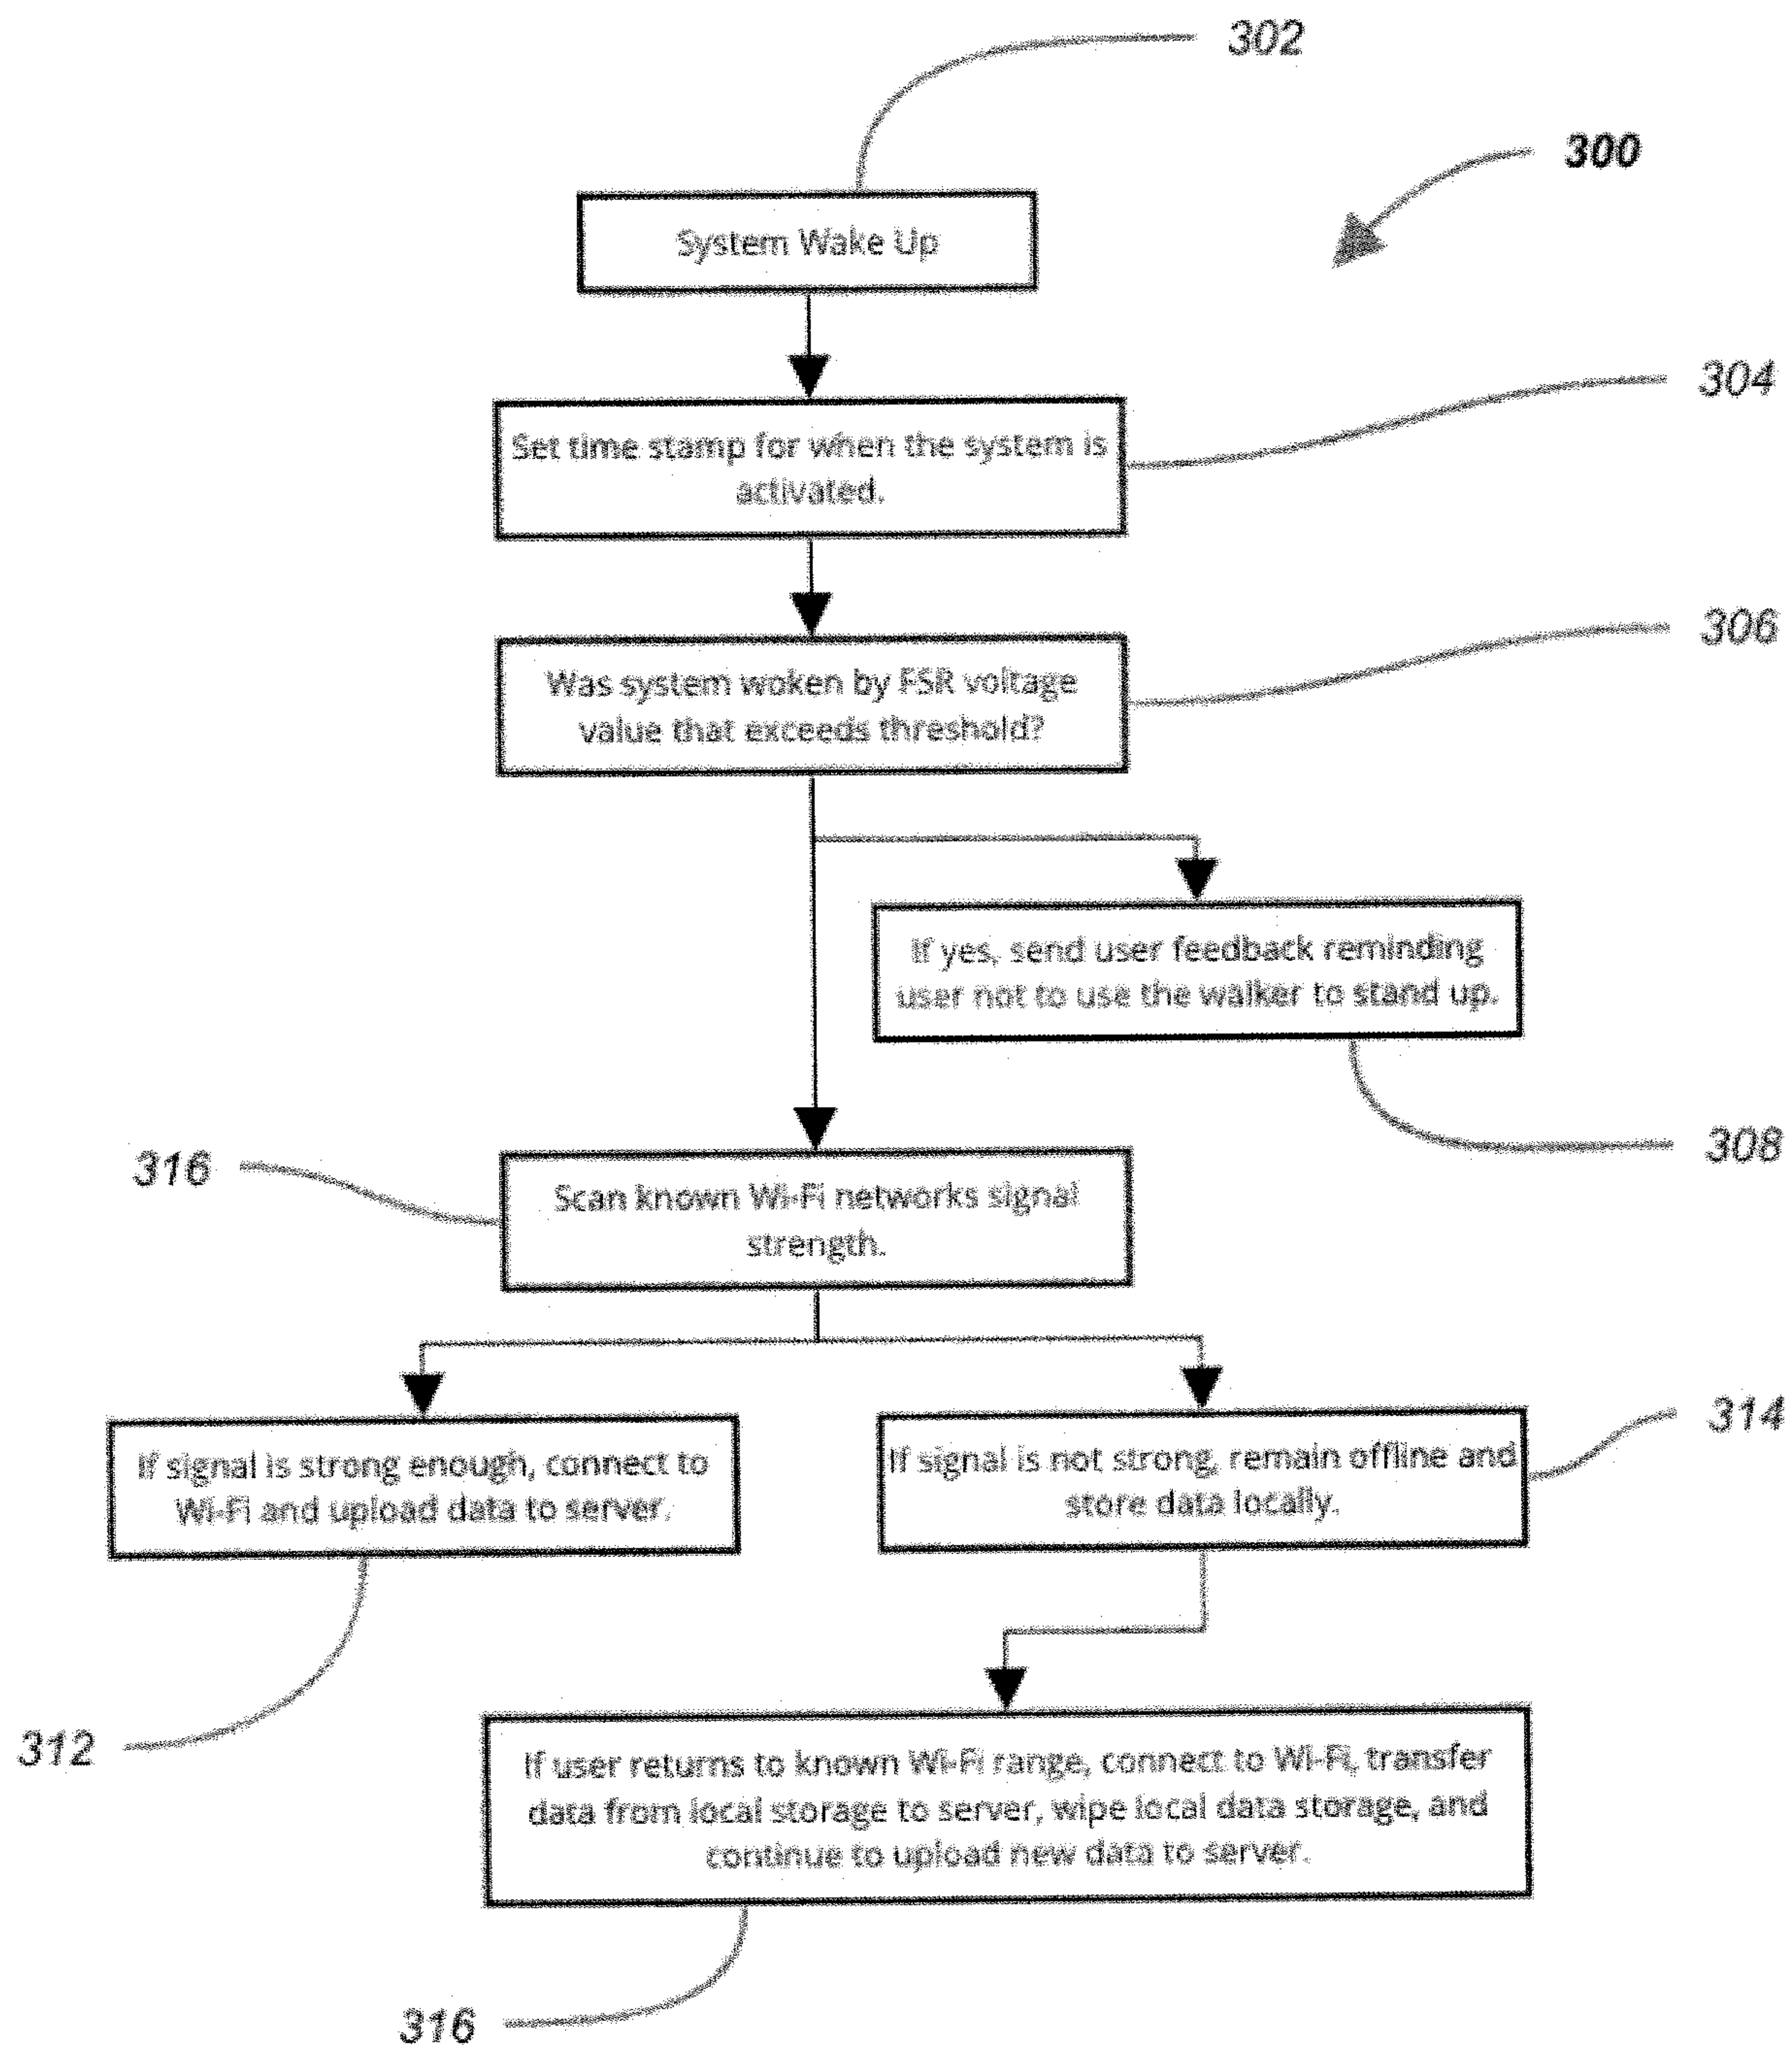 302
300
System Wake Up
304
Set time stamp for when the system is
activated.
306
Was system woken by FSR voltage
value that exceeds threshold?
If yes, send user feedback reminding
user not to use the walker to stand up.
308
316
Scan known Wi-Fi networks signal
strength.
314
If signal is strong enough, connect to
Wi-Fi and upload data to server.
If signal is not strong, remain offline and
store data locally.
312
If user returns to known Wi-Fi range, connect to Wi-Fi, transfer
data from local storage to server, wipe local data storage, and
continue to upload new data to server.
316